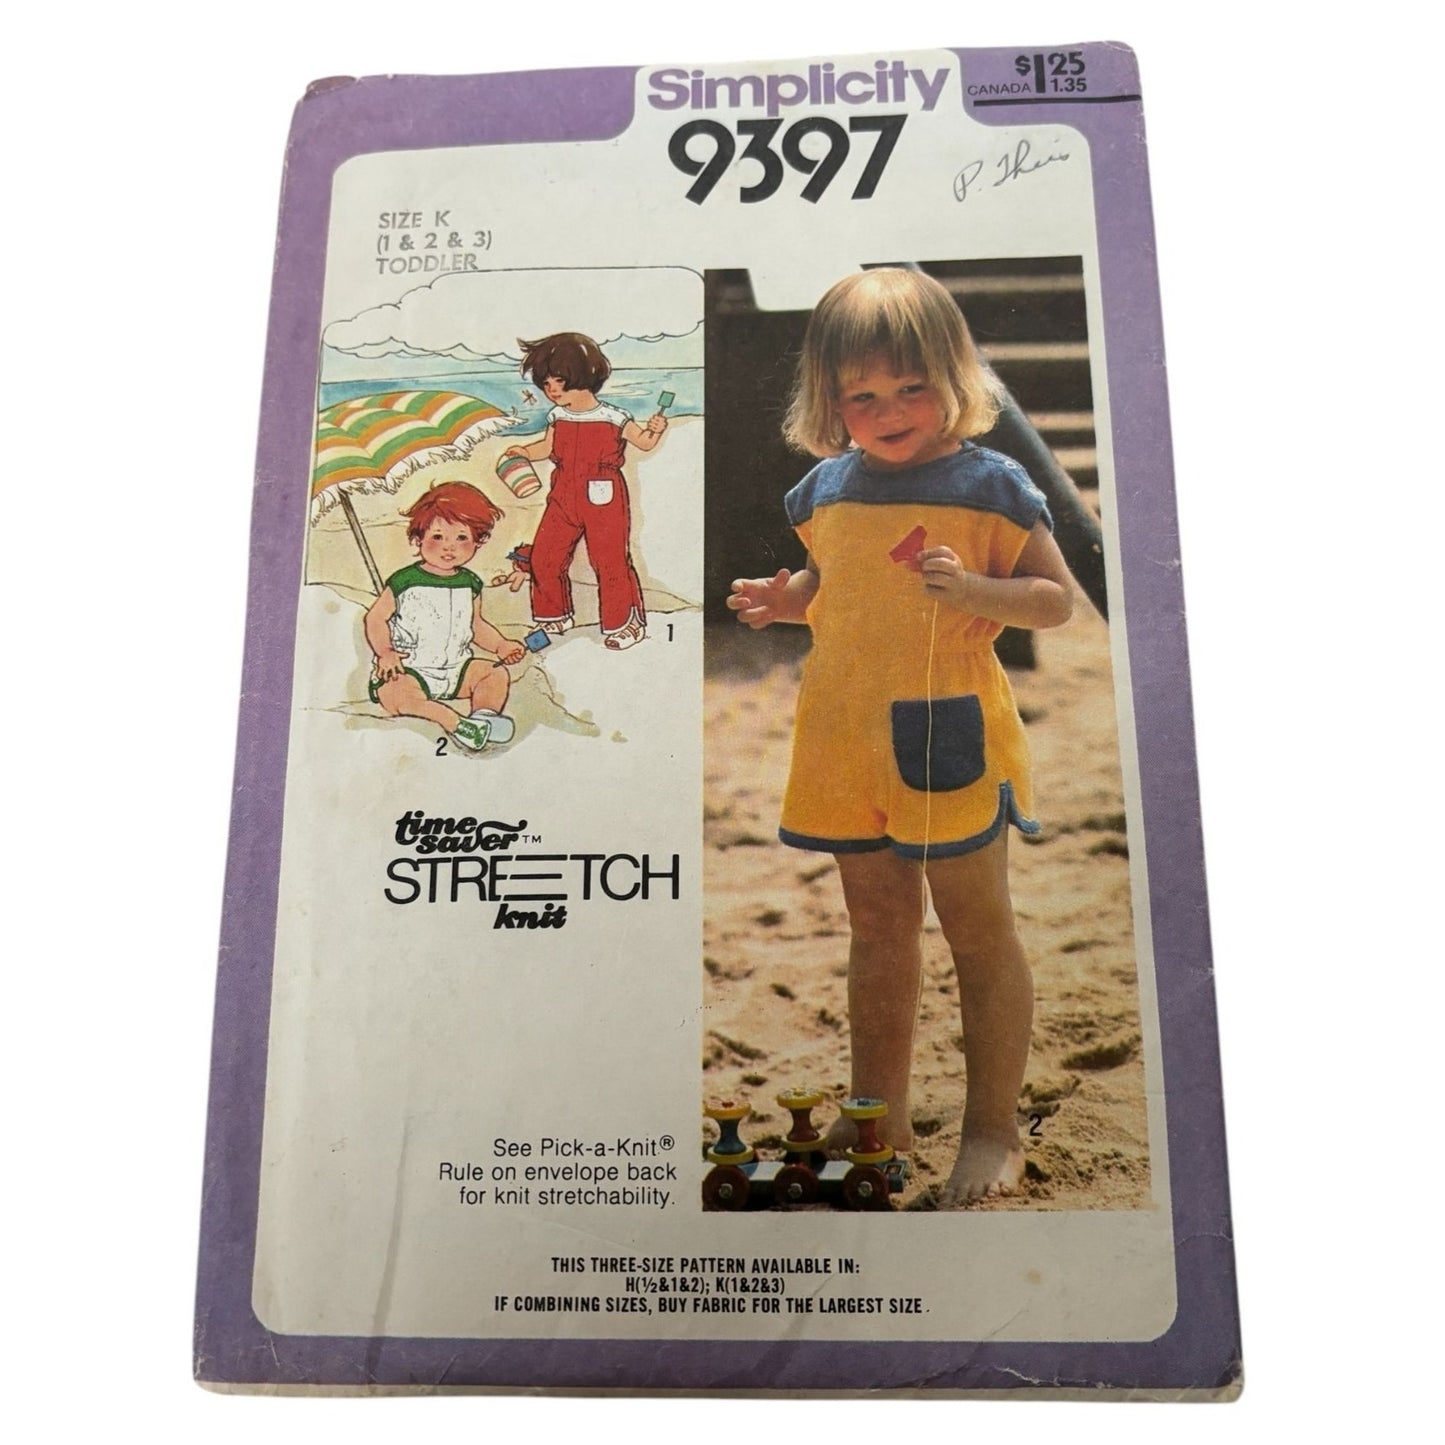 Simplicity
9397
$1.25
CANADA 1.35
P. Theis
SIZE K
(1 & 2 & 3)
TODDLER
1
2
time
saver™
STRETCH
knit
2
See Pick-a-Knit®
Rule on envelope back
for knit stretchability.
THIS THREE-SIZE PATTERN AVAILABLE IN:
H(½&1&2); K(1&2&3)
IF COMBINING SIZES, BUY FABRIC FOR THE LARGEST SIZE.